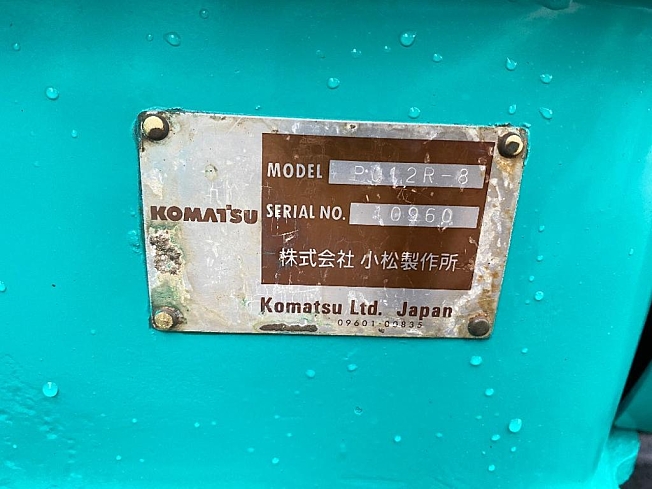 MODEL PC12R-8
KOMATSU SERIAL NO. 10960
株式会社 小松製作所
Komatsu Ltd. Japan
09601-00835